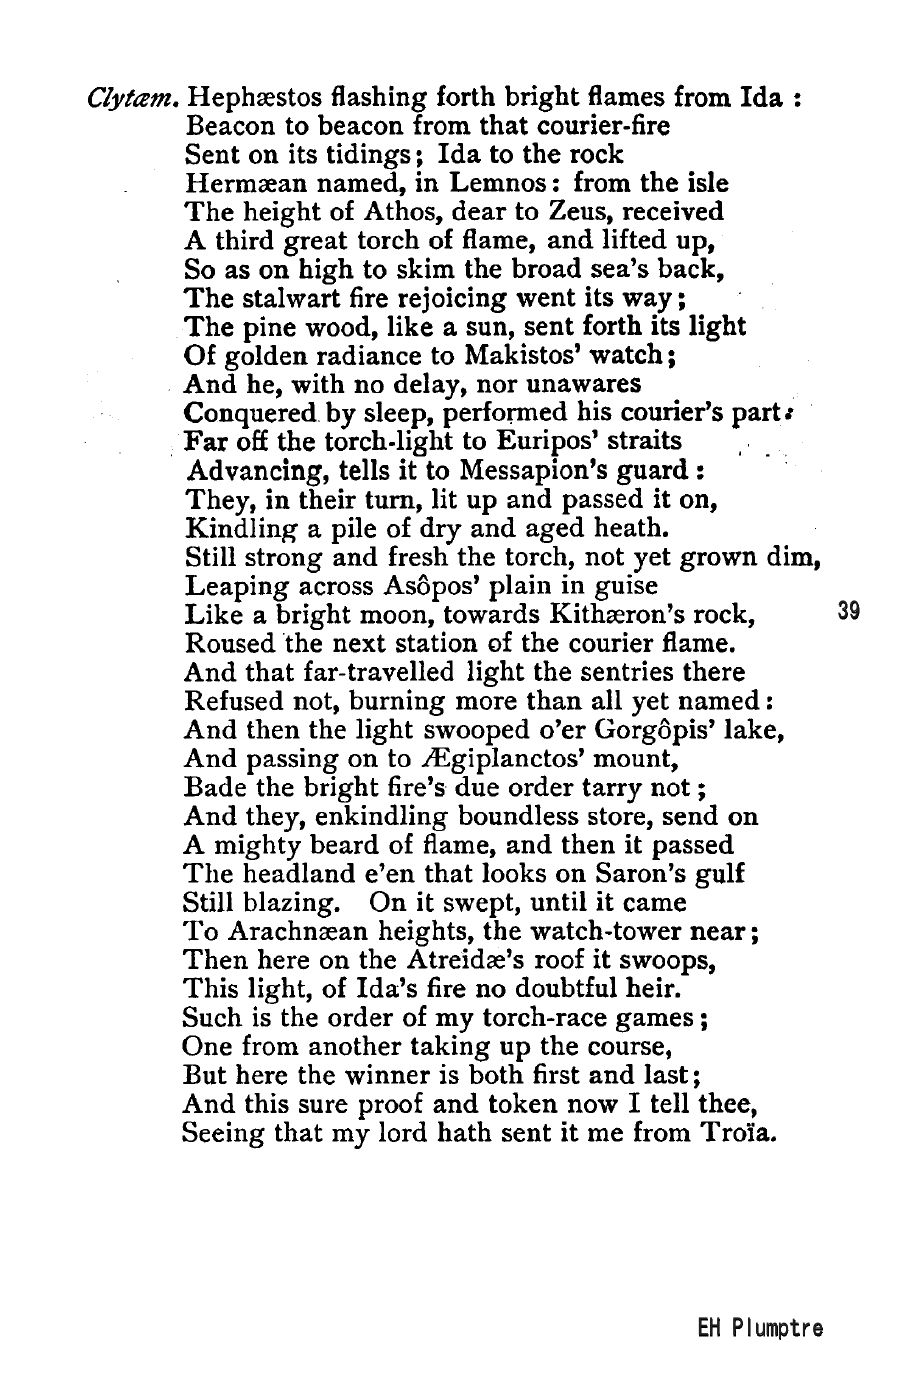 Clytæm. Hephæstos flashing forth bright flames from Ida :
Beacon to beacon from that courier-fire
Sent on its tidings; Ida to the rock
Hermæan named, in Lemnos: from the isle
The height of Athos, dear to Zeus, received
A third great torch of flame, and lifted up,
So as on high to skim the broad sea's back,
The stalwart fire rejoicing went its way;
The pine wood, like a sun, sent forth its light
Of golden radiance to Makistos' watch;
And he, with no delay, nor unawares
Conquered by sleep, performed his courier's part:
Far off the torch-light to Euripos' straits
Advancing, tells it to Messapion's guard:
They, in their turn, lit up and passed it on,
Kindling a pile of dry and aged heath.
Still strong and fresh the torch, not yet grown dim,
Leaping across Asôpos' plain in guise
Like a bright moon, towards Kithæron's rock, 39
Roused the next station of the courier flame.
And that far-travelled light the sentries there
Refused not, burning more than all yet named:
And then the light swooped o'er Gorgôpis' lake,
And passing on to Ægiplanctos' mount,
Bade the bright fire's due order tarry not;
And they, enkindling boundless store, send on
A mighty beard of flame, and then it passed
The headland e'en that looks on Saron's gulf
Still blazing. On it swept, until it came
To Arachnæan heights, the watch-tower near;
Then here on the Atreidæ's roof it swoops,
This light, of Ida's fire no doubtful heir.
Such is the order of my torch-race games;
One from another taking up the course,
But here the winner is both first and last;
And this sure proof and token now I tell thee,
Seeing that my lord hath sent it me from Troïa.
EH Plumptre